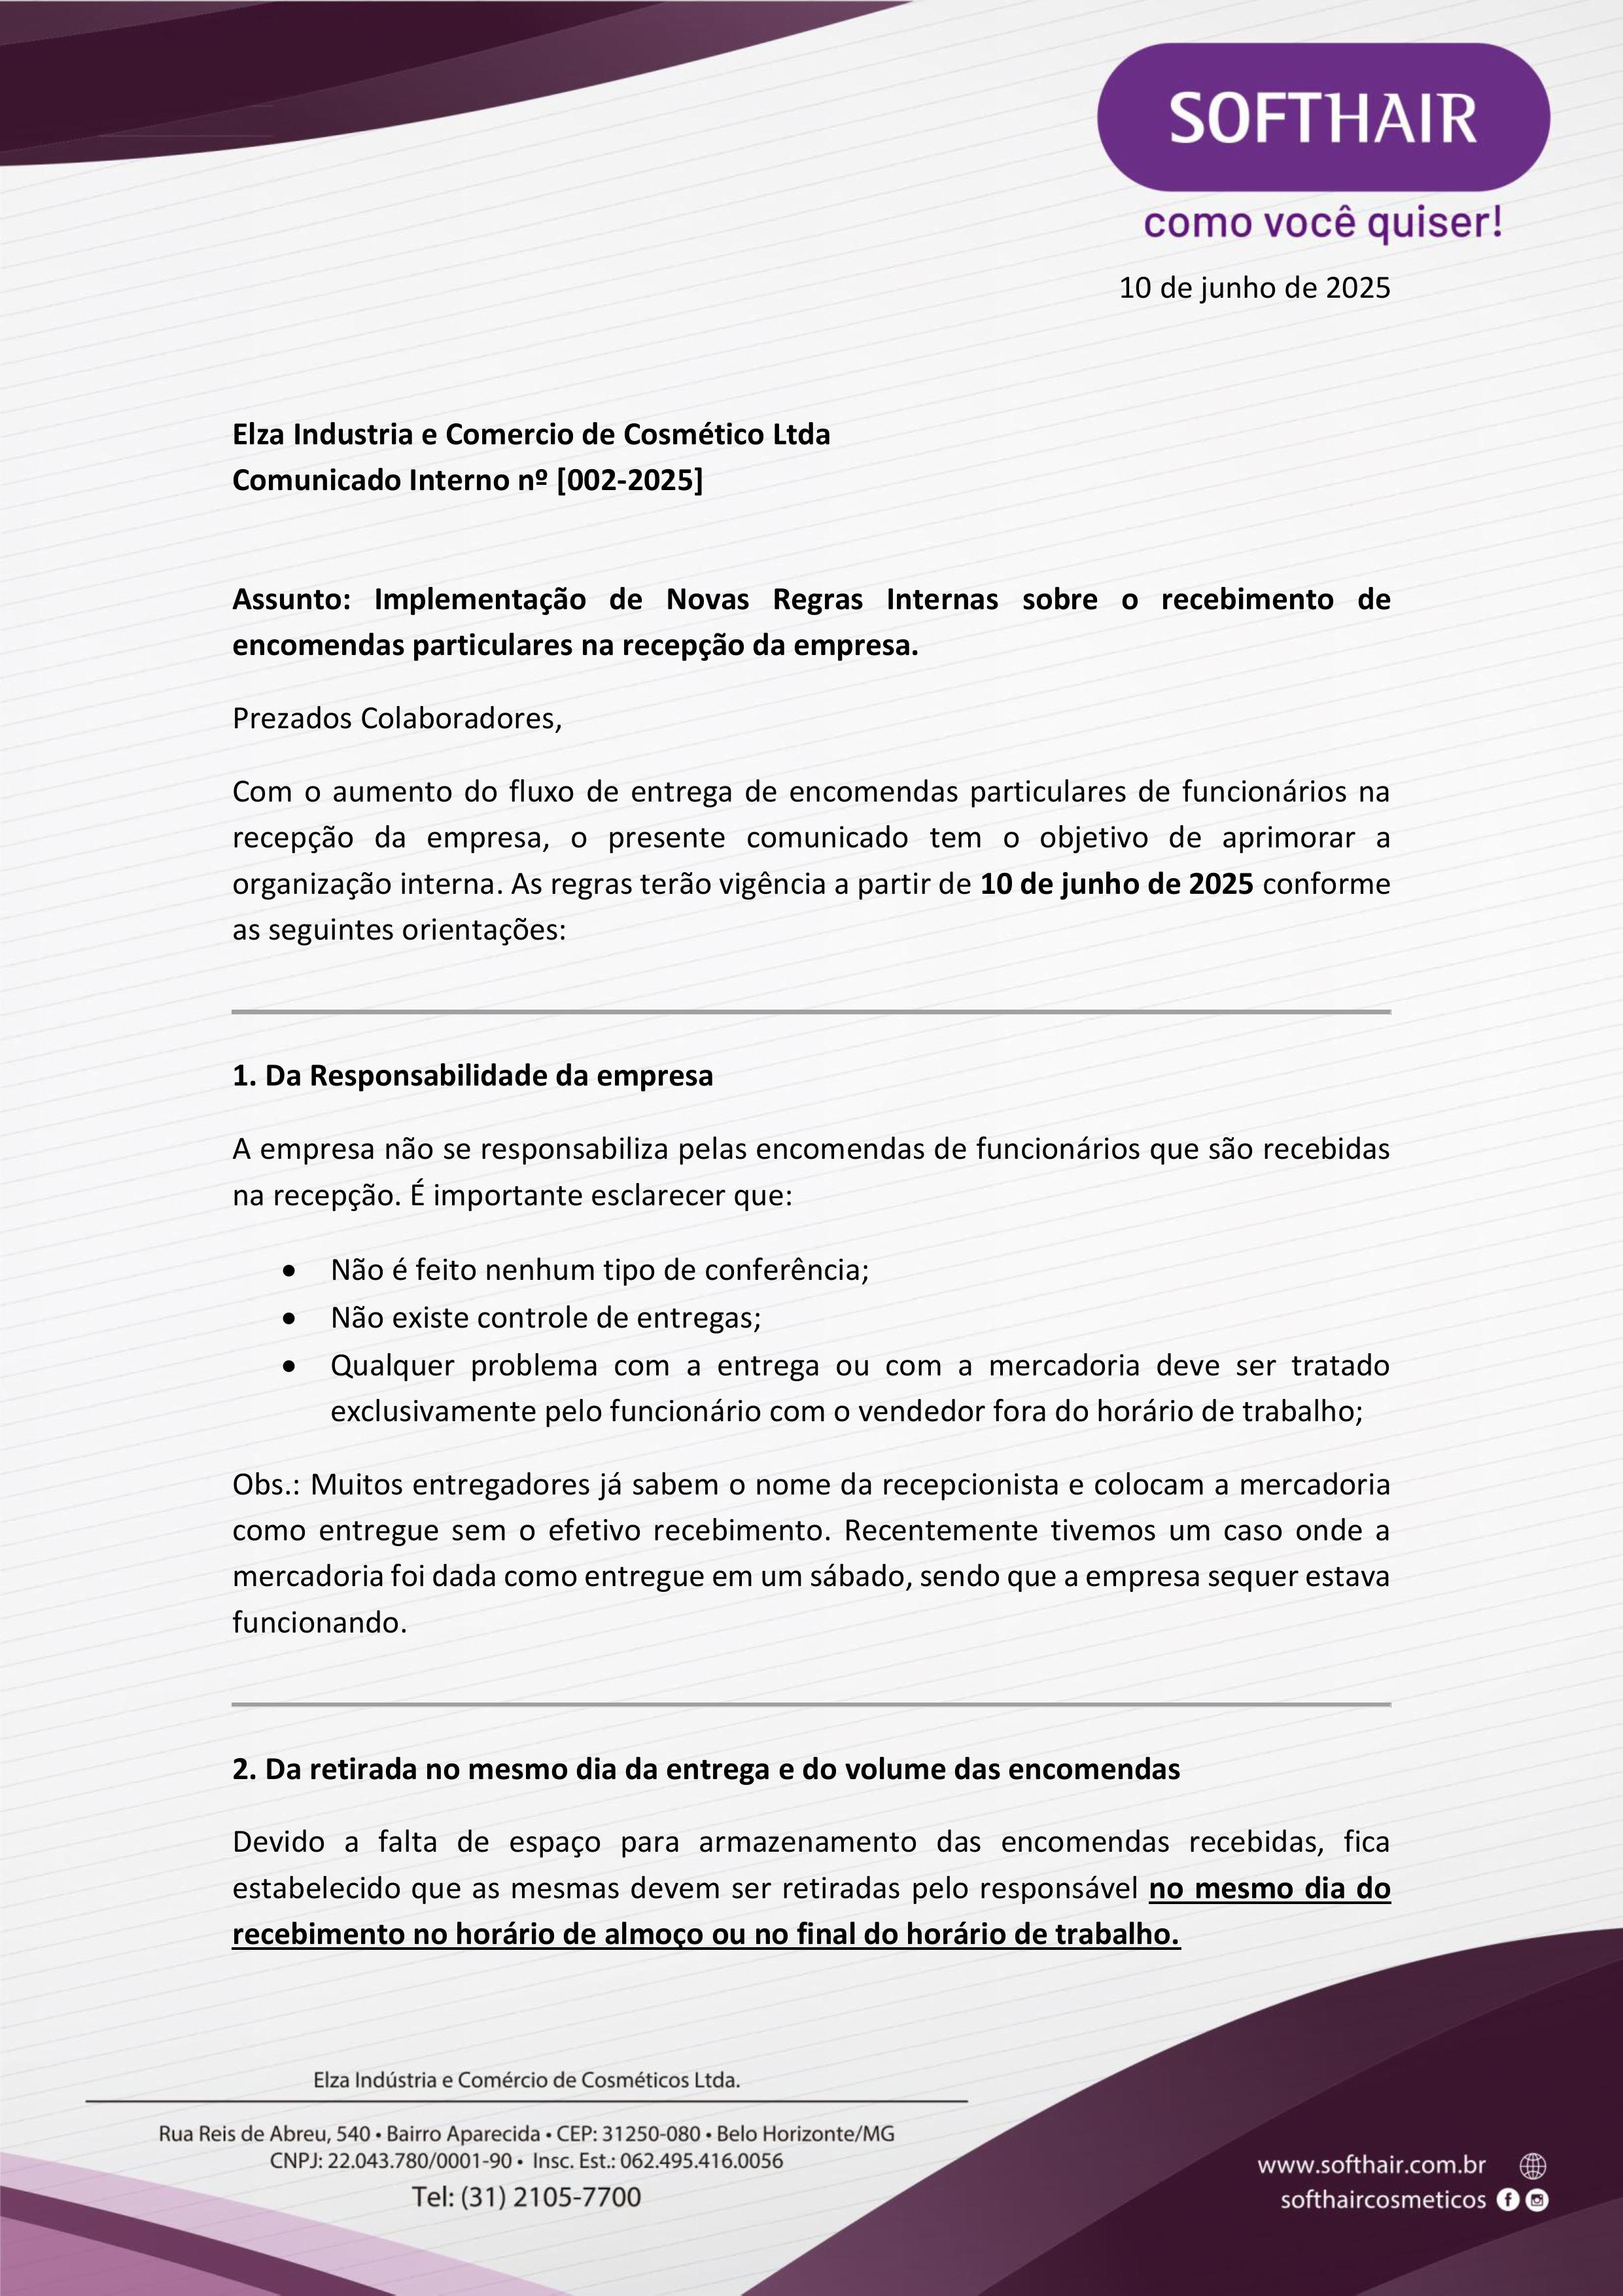 SOFTHAIR
como você quiser!
10 de junho de 2025
Elza Industria e Comercio de Cosmético Ltda
Comunicado Interno nº [002-2025]
Assunto: Implementação de Novas Regras Internas sobre o recebimento de
encomendas particulares na recepção da empresa.
Prezados Colaboradores,
Com o aumento do fluxo de entrega de encomendas particulares de funcionários na
recepção da empresa, o presente comunicado tem o objetivo de aprimorar a
organização interna. As regras terão vigência a partir de 10 de junho de 2025 conforme
as seguintes orientações:
1. Da Responsabilidade da empresa
A empresa não se responsabiliza pelas encomendas de funcionários que são recebidas
na recepção. É importante esclarecer que:
• Não é feito nenhum tipo de conferência;
• Não existe controle de entregas;
• Qualquer problema com a entrega ou com a mercadoria deve ser tratado
exclusivamente pelo funcionário com o vendedor fora do horário de trabalho;
Obs.: Muitos entregadores já sabem o nome da recepcionista e colocam a mercadoria
como entregue sem o efetivo recebimento. Recentemente tivemos um caso onde a
mercadoria foi dada como entregue em um sábado, sendo que a empresa sequer estava
funcionando.
2. Da retirada no mesmo dia da entrega e do volume das encomendas
Devido a falta de espaço para armazenamento das encomendas recebidas, fica
estabelecido que as mesmas devem ser retiradas pelo responsável no mesmo dia do
recebimento no horário de almoço ou no final do horário de trabalho.
Elza Indústria e Comércio de Cosméticos Ltda.
Rua Reis de Abreu, 540 • Bairro Aparecida • CEP: 31250-080 • Belo Horizonte/MG
CNPJ: 22.043.780/0001-90 • Insc. Est.: 062.495.416.0056
Tel: (31) 2105-7700
www.softhair.com.br
softhaircosmeticos